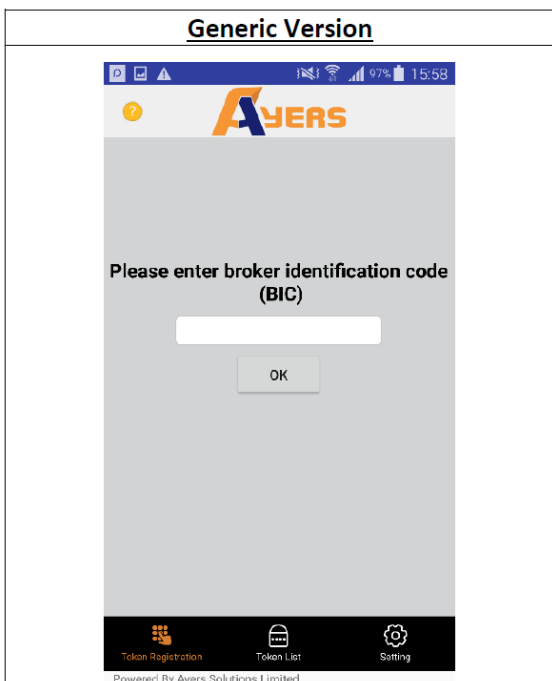 Generic Version
97% 15:58
?
AYERS
Please enter broker identification code
(BIC)
OK
Token Registration Token List Setting
Powered By Ayers Solutions Limited